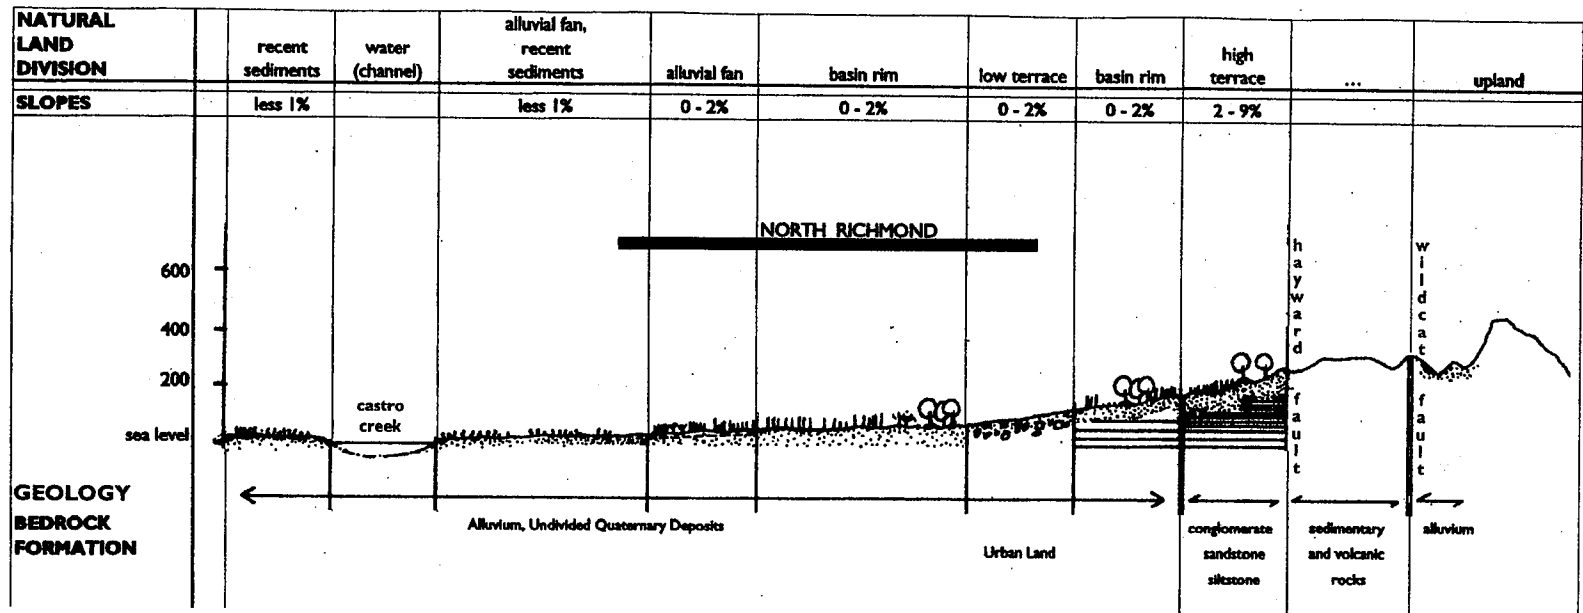 NATURAL
LAND
DIVISION
recent
sediments
water
(channel)
alluvial fan,
recent
sediments
alluvial fan
basin rim
low terrace
basin rim
high
terrace
...
upland
SLOPES
less 1%
less 1%
0 - 2%
0 - 2%
0 - 2%
0 - 2%
2 - 9%
NORTH RICHMOND
600
400
200
sea level
castro
creek
hayward fault
wildcat fault
GEOLOGY
BEDROCK
FORMATION
Alluvium, Undivided Quaternary Deposits
Urban Land
conglomerate
sandstone
siltstone
sedimentary
and volcanic
rocks
alluvium